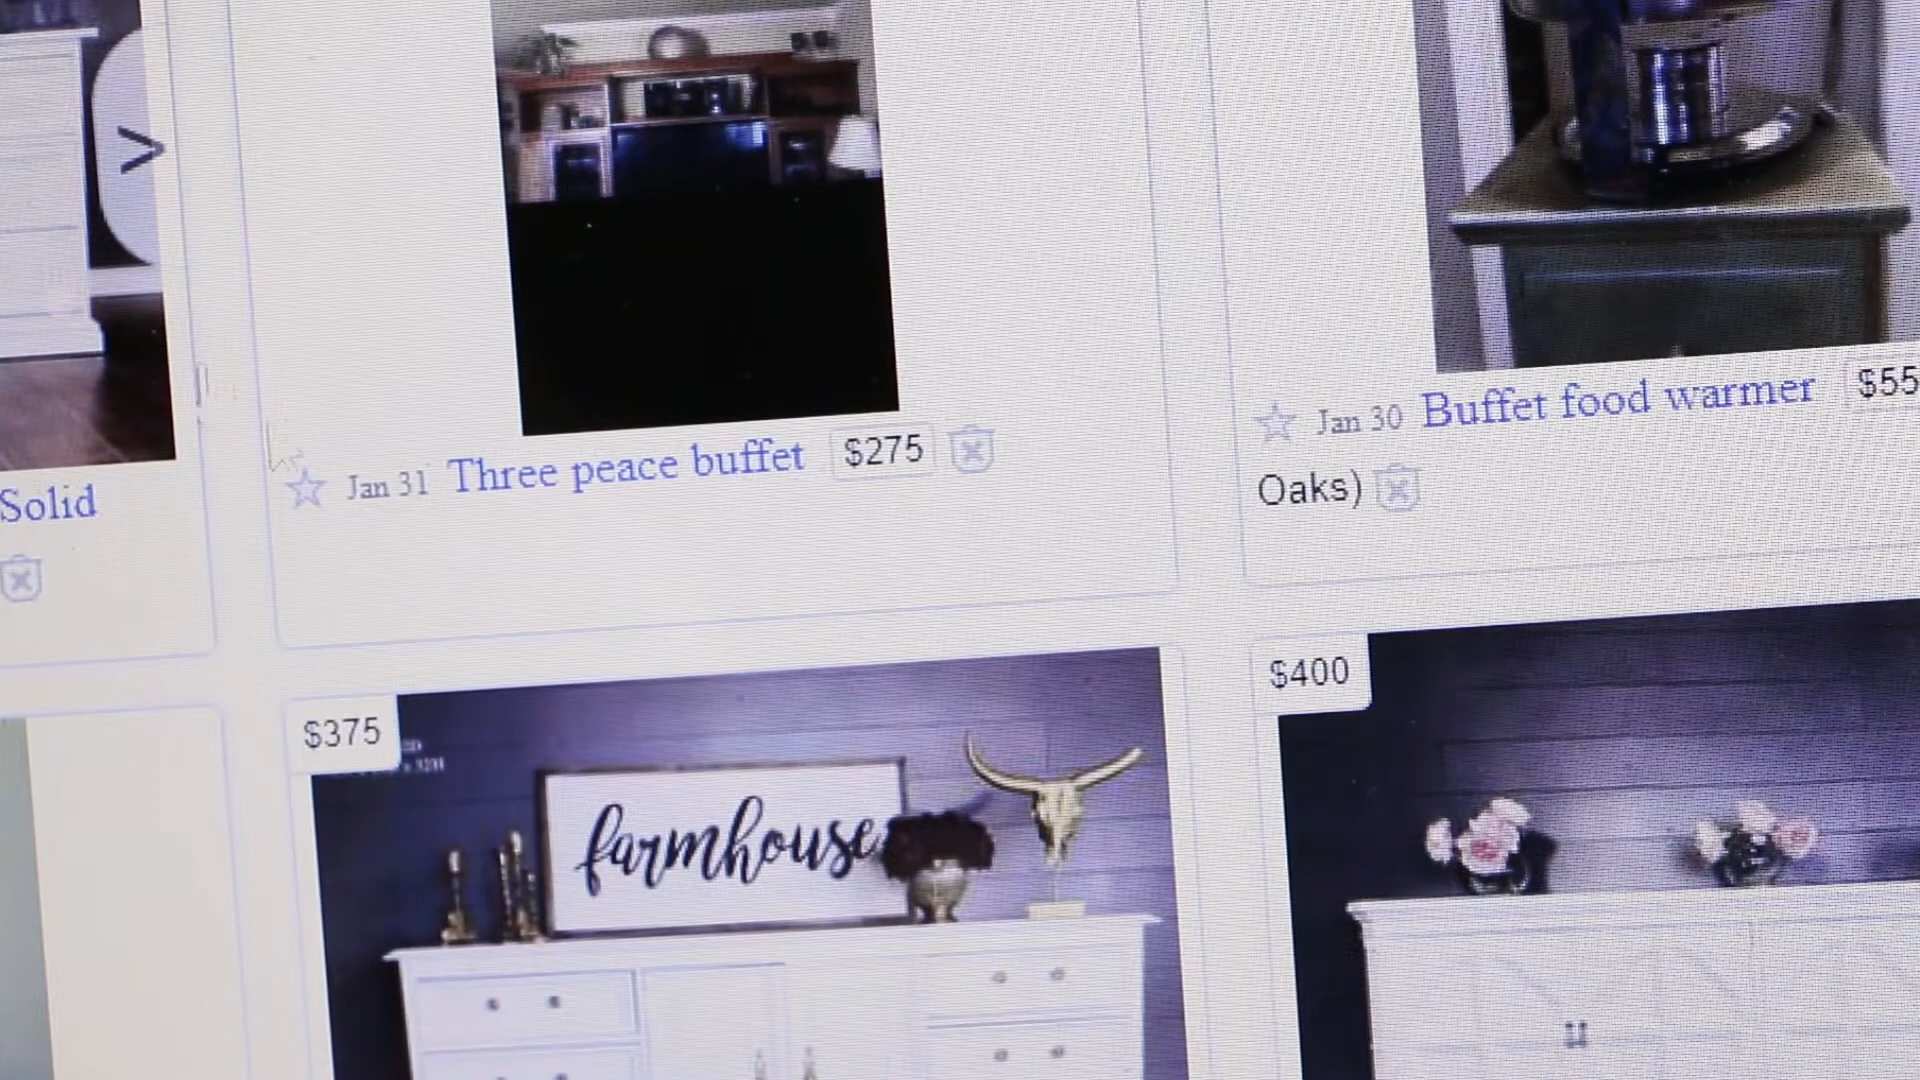 >
Solid
Jan 31 Three peace buffet $275
Jan 30 Buffet food warmer $55
Oaks)
$375
farmhouse
$400